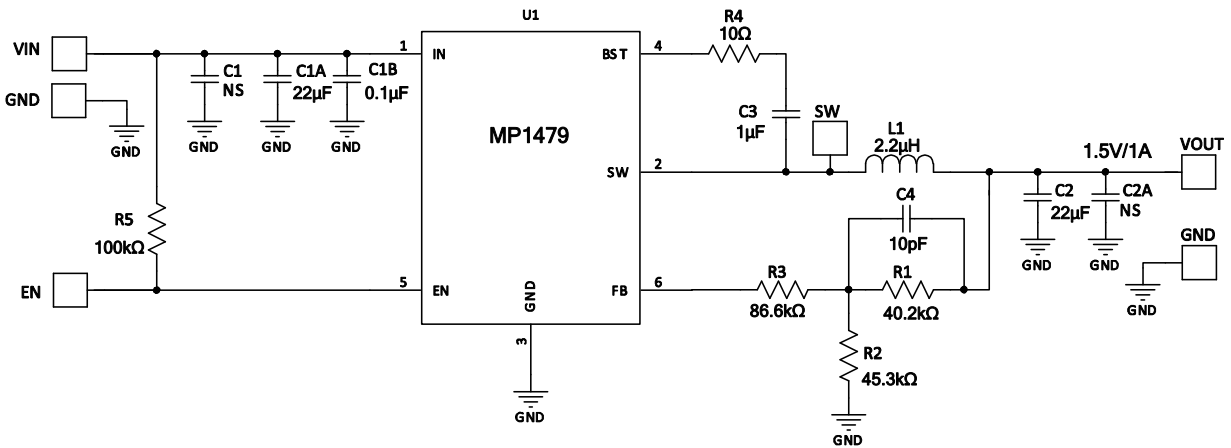 U1
MP1479
VIN
GND
GND
C1
NS
GND
C1A
22µF
GND
C1B
0.1µF
GND
1
IN
R5
100kΩ
EN
5
EN
GND
3
GND
BST
4
R4
10Ω
C3
1µF
SW
SW
2
L1
2.2µH
1.5V/1A
VOUT
C2
22µF
GND
C2A
NS
GND
GND
GND
C4
10pF
FB
6
R3
86.6kΩ
R1
40.2kΩ
R2
45.3kΩ
GND